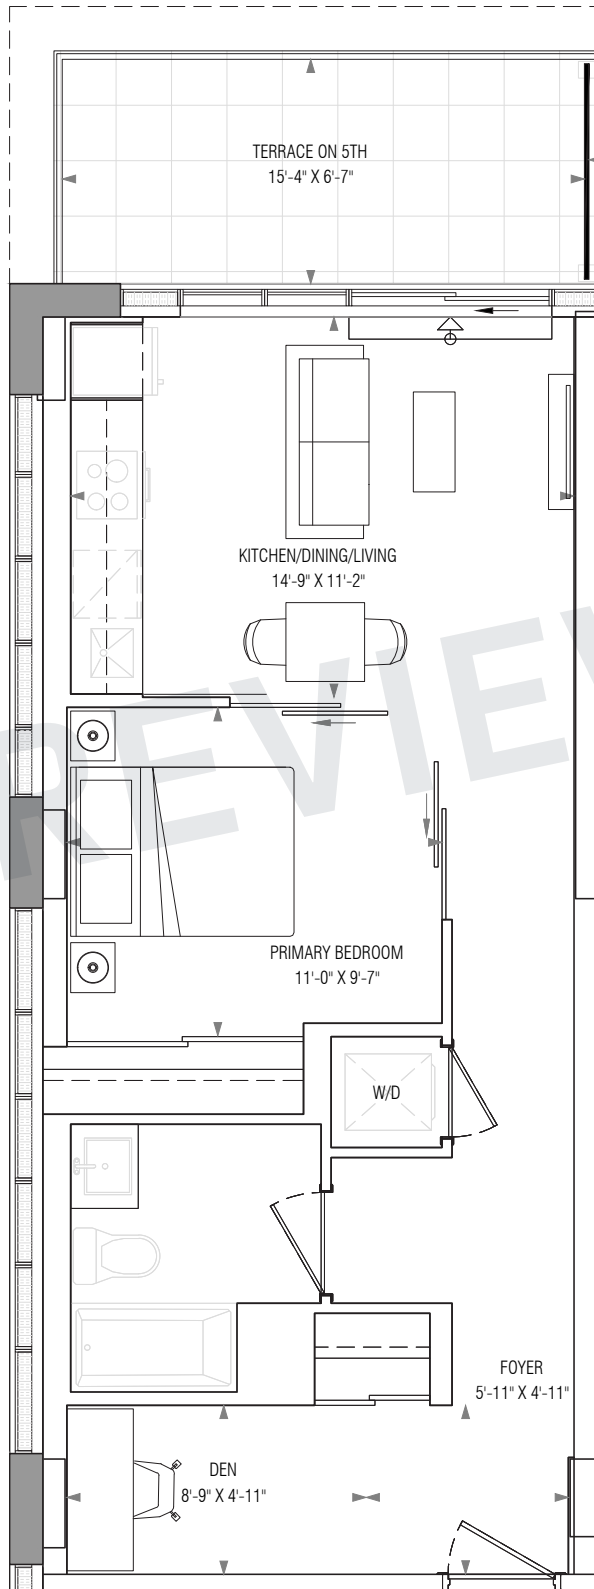 TERRACE ON 5TH
15'-4" X 6'-7"
KITCHEN/DINING/LIVING
14'-9" X 11'-2"
REVIEW
PRIMARY BEDROOM
11'-0" X 9'-7"
W/D
FOYER
5'-11" X 4'-11"
DEN
8'-9" X 4'-11"